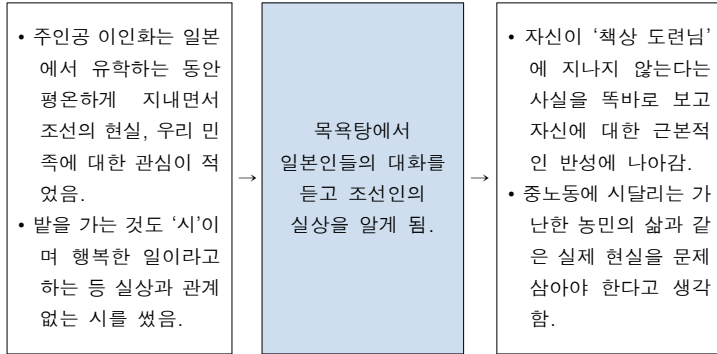 • 주인공 이인화는 일본
에서 유학하는 동안
평온하게 지내면서
조선의 현실, 우리 민
족에 대한 관심이 적
었음.
• 밭을 가는 것도 ‘시’이
며 행복한 일이라고
하는 등 실상과 관계
없는 시를 썼음.
→
목욕탕에서
일본인들의 대화를
듣고 조선인의
실상을 알게 됨.
→
• 자신이 ‘책상 도련님’
에 지나지 않는다는
사실을 똑바로 보고
자신에 대한 근본적
인 반성에 나아감.
• 중노동에 시달리는 가
난한 농민의 삶과 같
은 실제 현실을 문제
삼아야 한다고 생각
함.